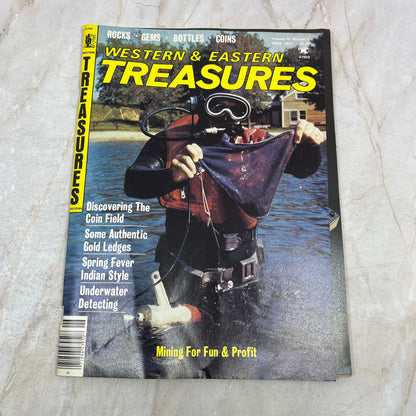 ROCKS · GEMS · BOTTLES · COINS
WESTERN & EASTERN
TREASURES
TREASURES
Discovering The
Coin Field
Some Authentic
Gold Ledges
Spring Fever
Indian Style
Underwater
Detecting
Mining For Fun & Profit